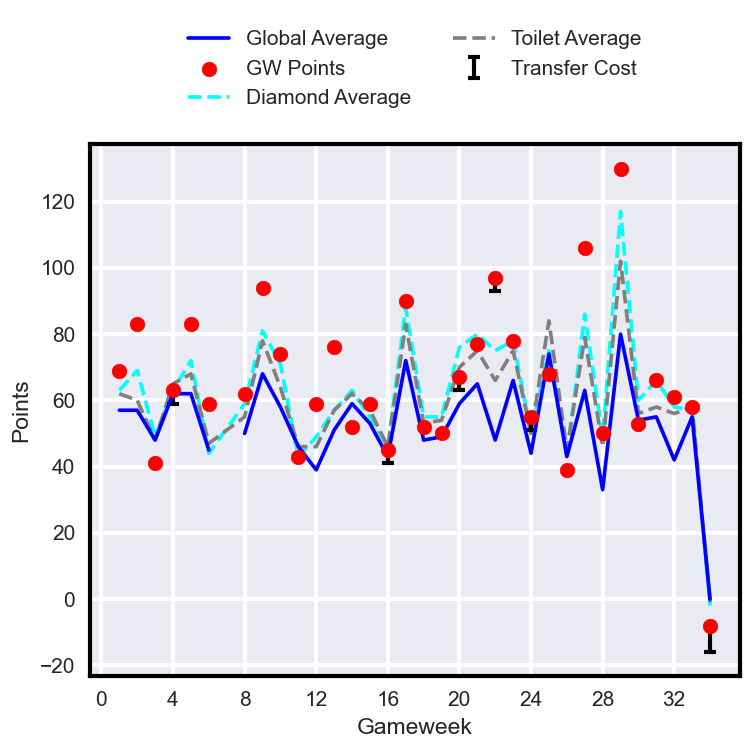 Global Average
GW Points
Diamond Average
Toilet Average
Transfer Cost
Points
120
100
80
60
40
20
0
−20
0 4 8 12 16 20 24 28 32
Gameweek